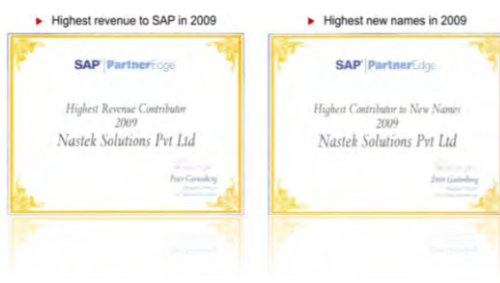 Highest revenue to SAP in 2009
SAP PartnerEdge
Highest Revenue Contributor
2009
Nastek Solutions Pvt Ltd
Highest new names in 2009
SAP PartnerEdge
Highest Contributor to New Names
2009
Nastek Solutions Pvt Ltd